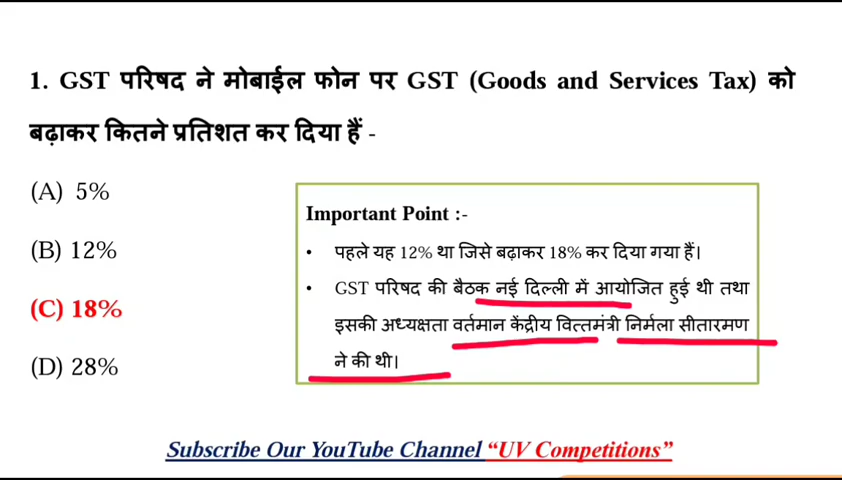 1. GST परिषद ने मोबाईल फोन पर GST (Goods and Services Tax) को
बढ़ाकर कितने प्रतिशत कर दिया हैं -
(A) 5%
(B) 12%
(C) 18%
(D) 28%
Important Point :-
• पहले यह 12% था जिसे बढ़ाकर 18% कर दिया गया हैं।
• GST परिषद की बैठक नई दिल्ली में आयोजित हुई थी तथा
इसकी अध्यक्षता वर्तमान केंद्रीय वित्तमंत्री निर्मला सीतारमण
ने की थी।
Subscribe Our YouTube Channel “UV Competitions”